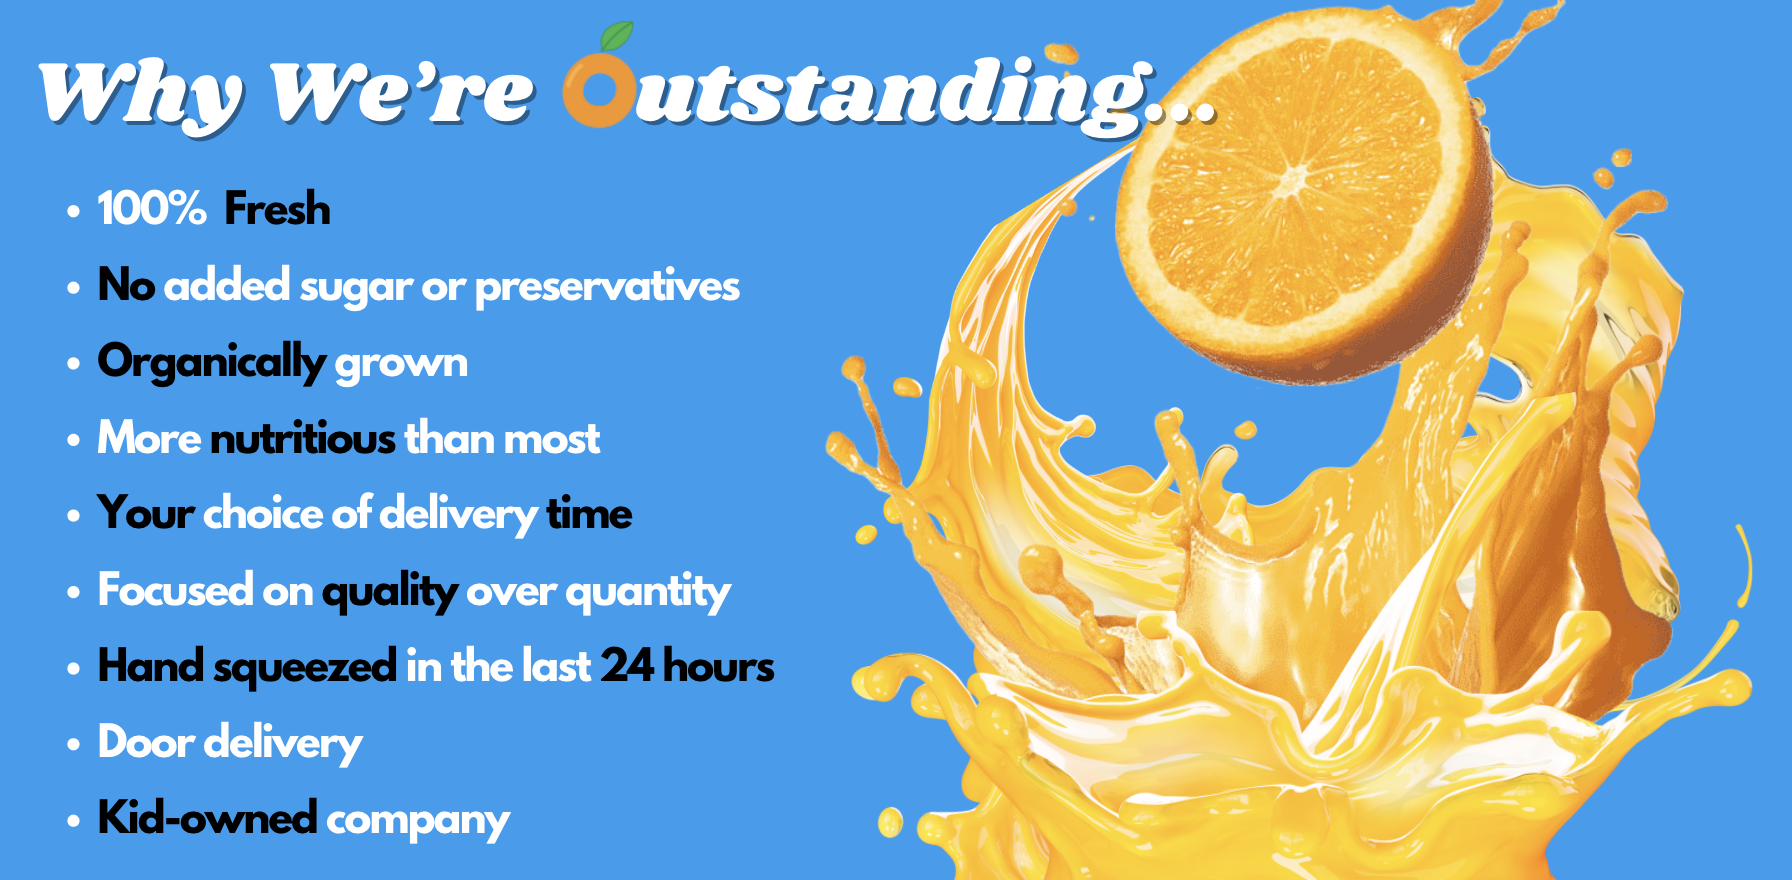 Why We're Outstanding...
• 100% Fresh
• No added sugar or preservatives
• Organically grown
• More nutritious than most
• Your choice of delivery time
• Focused on quality over quantity
• Hand squeezed in the last 24 hours
• Door delivery
• Kid-owned company